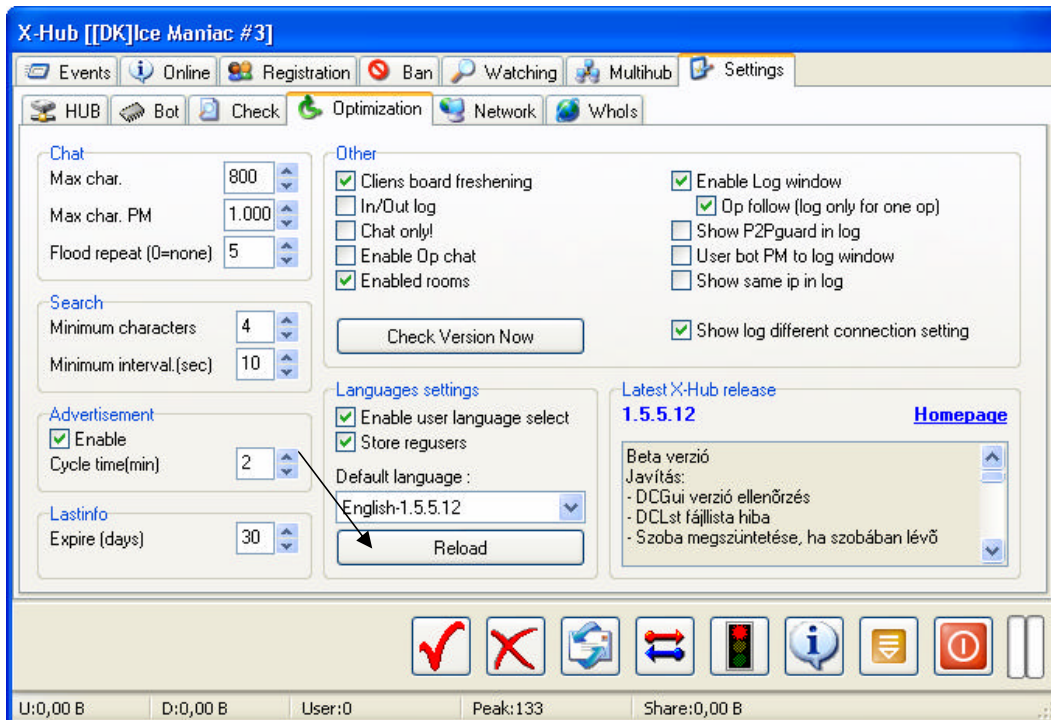 X-Hub [[DK]Ice Maniac #3]
Events Online Registration Ban Watching Multihub Settings
HUB Bot Check Optimization Network WhoIs
Chat
Max char. 800
Max char. PM 1.000
Flood repeat (0=none) 5
Search
Minimum characters 4
Minimum interval.(sec) 10
Advertisement
Enable
Cycle time(min) 2
Lastinfo
Expire (days) 30
Other
Cliens board freshening
In/Out log
Chat only!
Enable Op chat
Enabled rooms
Check Version Now
Enable Log window
Op follow (log only for one op)
Show P2Pguard in log
User bot PM to log window
Show same ip in log
Show log different connection setting
Languages settings
Enable user language select
Store regusers
Default language :
English-1.5.5.12
Reload
Latest X-Hub release
1.5.5.12 Homepage
Beta verzió
Javítás:
- DCGui verzió ellenõrzés
- DCLst fájllista hiba
- Szoba megszüntetése, ha szobában lévõ
U:0,00 B D:0,00 B User:0 Peak:133 Share:0,00 B